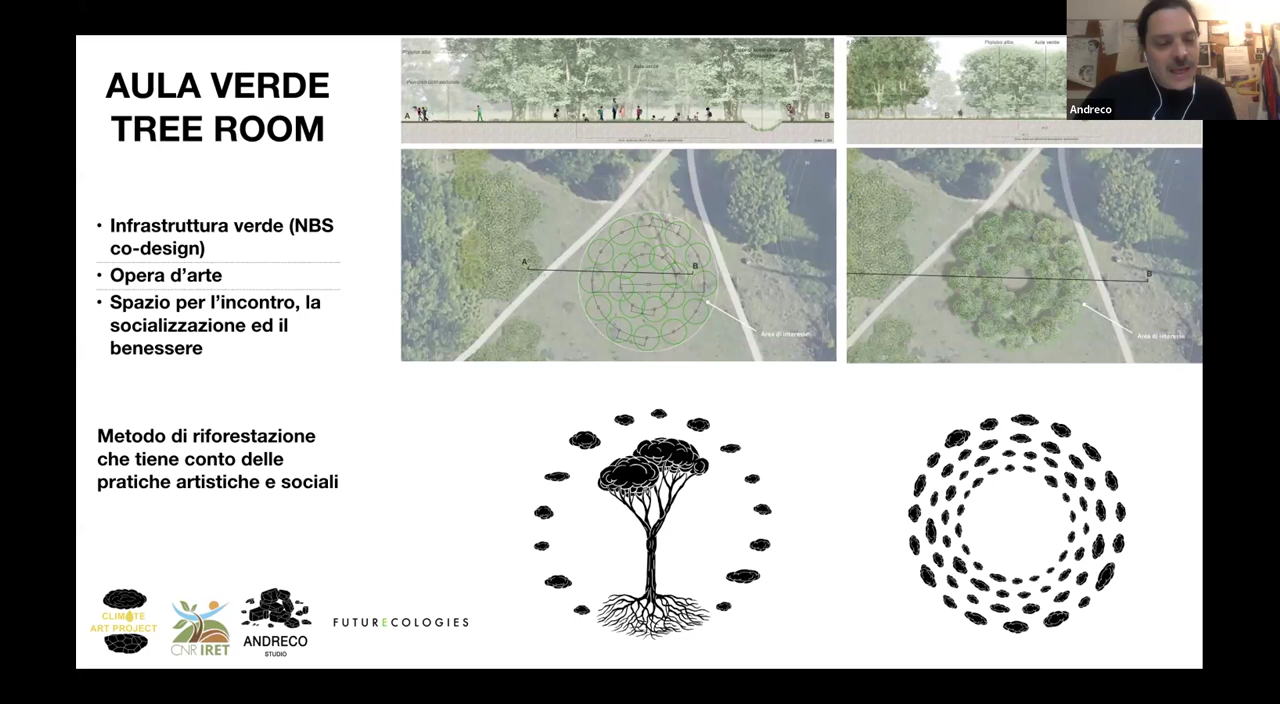 AULA VERDE
TREE ROOM
• Infrastruttura verde (NBS
co-design)
• Opera d’arte
• Spazio per l’incontro, la
socializzazione ed il
benessere
Metodo di riforestazione
che tiene conto delle
pratiche artistiche e sociali
Aula verde
A
B
A
B
Area di interesse
Aula verde
B
Area di interesse
Andreco
CLIMATE
ART PROJECT
CNR IRET
ANDRECO
STUDIO
FUTURECOLOGIES